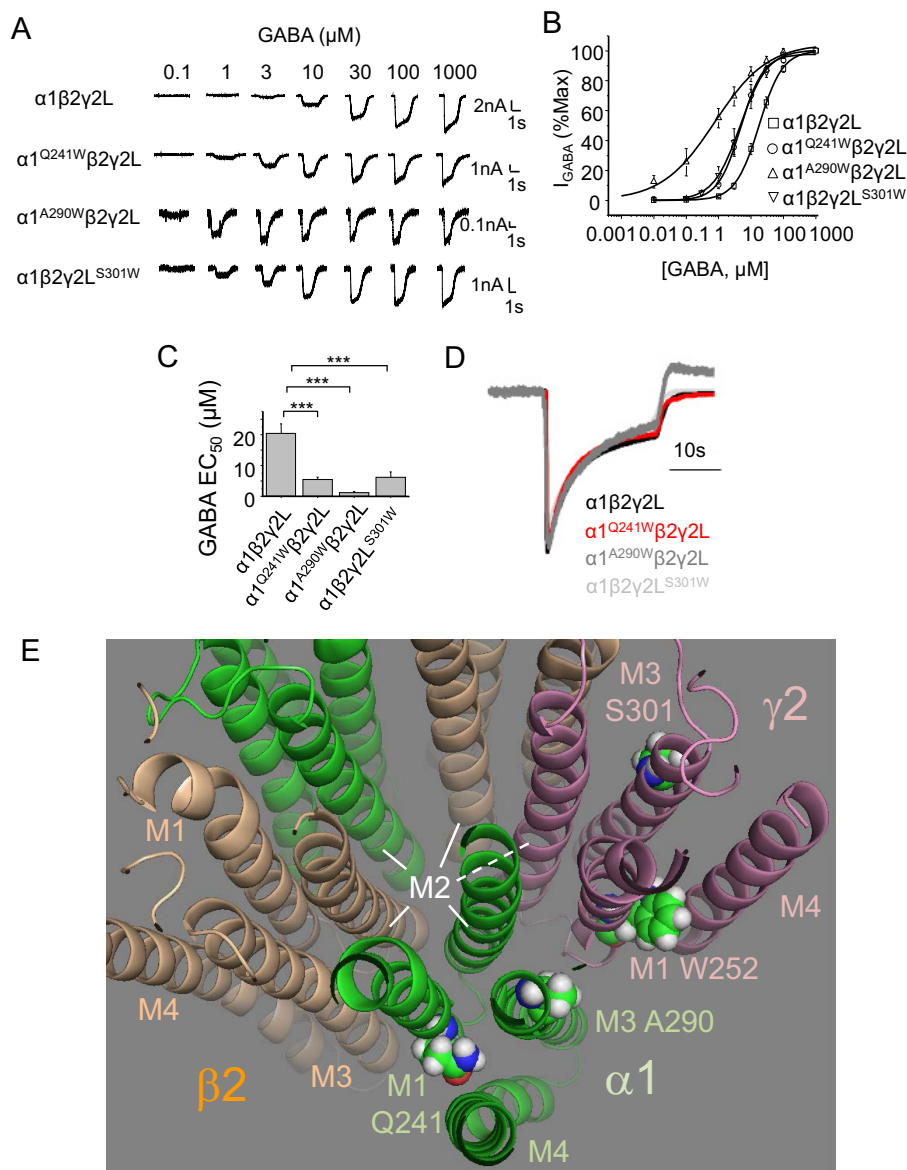 A
GABA (μM)
0.1 1 3 10 30 100 1000
α1β2γ2L
2nA
1s
α1Q241Wβ2γ2L
1nA
1s
α1A290Wβ2γ2L
0.1nA
1s
α1β2γ2LS301W
1nA
1s
B
IGABA (%Max)
100
80
60
40
20
0
α1β2γ2L
α1Q241Wβ2γ2L
α1A290Wβ2γ2L
α1β2γ2LS301W
0.001 0.01 0.1 1 10 100 1000
[GABA, μM]
C
***
***
***
GABA EC50 (μM)
20
10
0
α1β2γ2L
α1Q241Wβ2γ2L
α1A290Wβ2γ2L
α1β2γ2LS301W
D
10s
α1β2γ2L
α1Q241Wβ2γ2L
α1A290Wβ2γ2L
α1β2γ2LS301W
E
M3
S301
γ2
M1
M2
M4
M1 W252
M4
M3 A290
M3
β2
M1
Q241
α1
M4